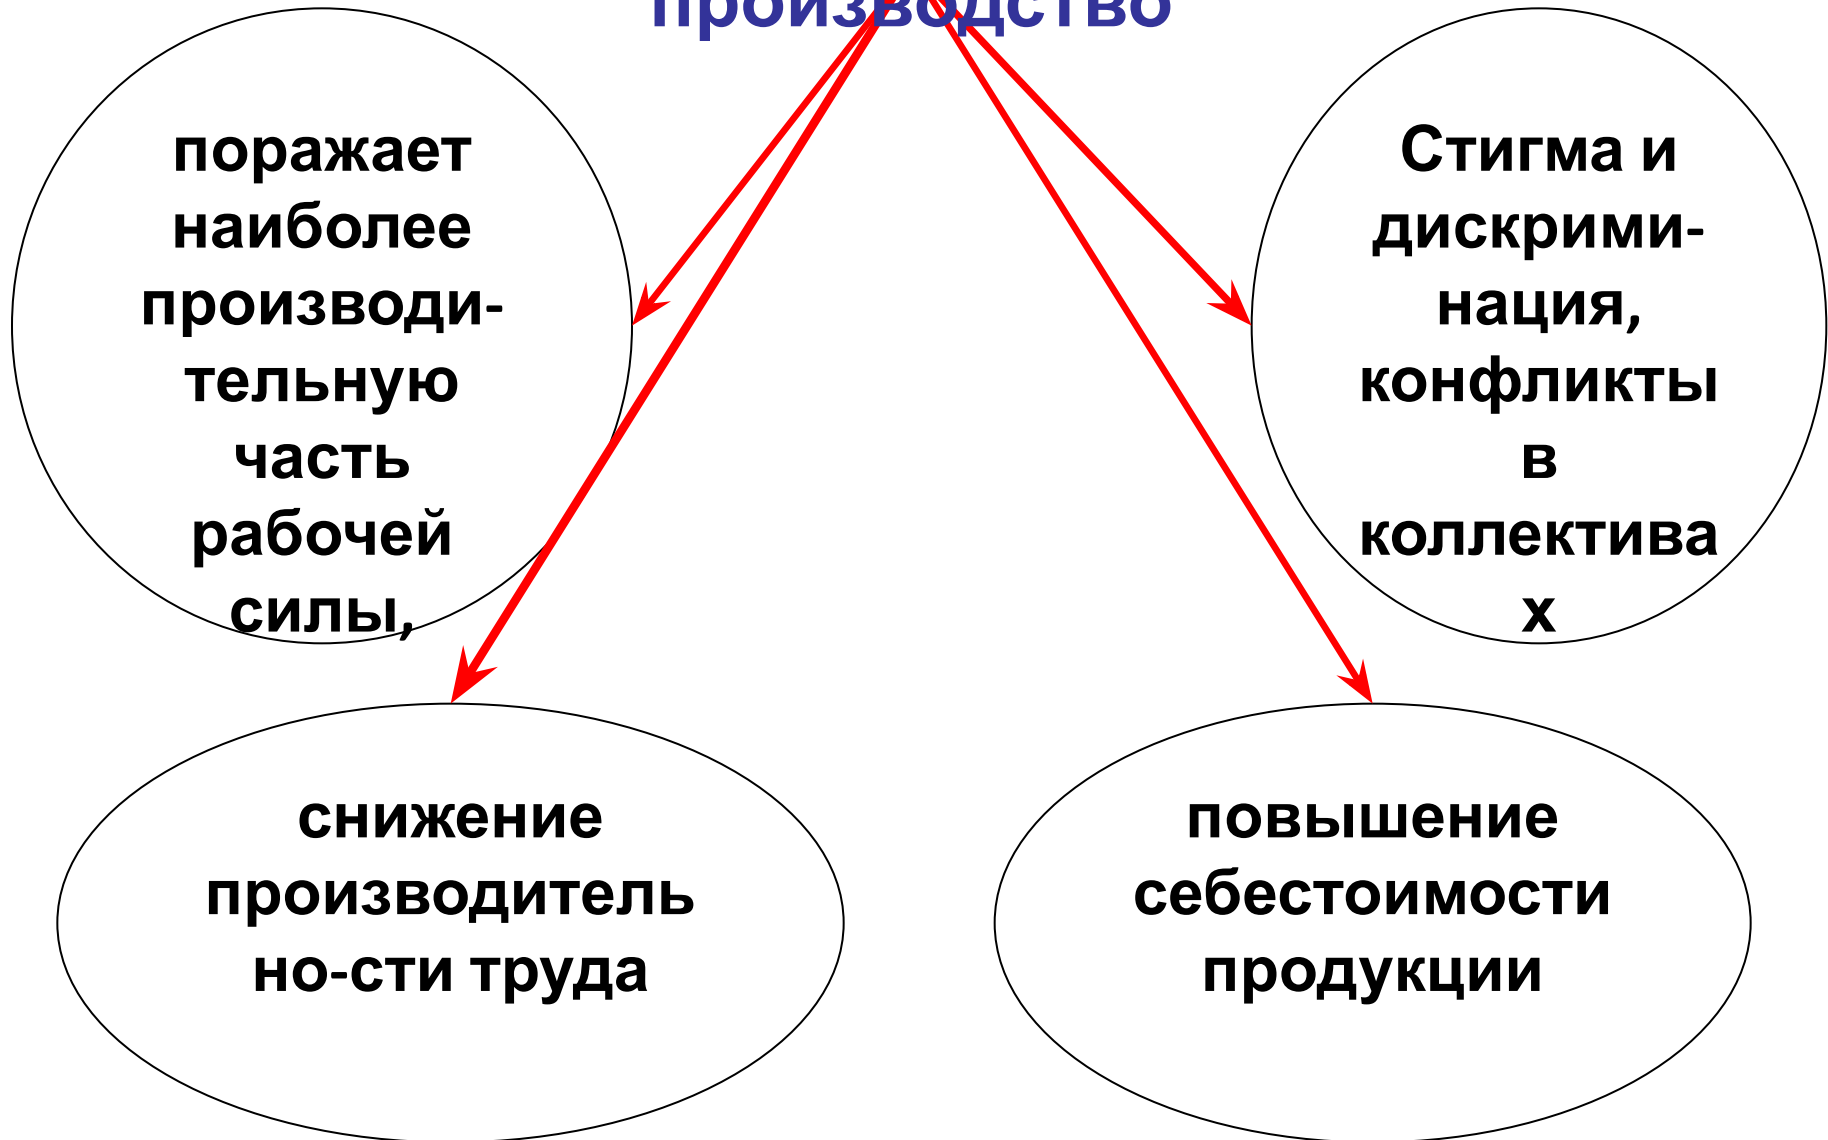 производство
поражает
наиболее
производи-
тельную
часть
рабочей
силы,
Стигма и
дискрими-
нация,
конфликты
в
коллектива
х
снижение
производитель
но-сти труда
повышение
себестоимости
продукции